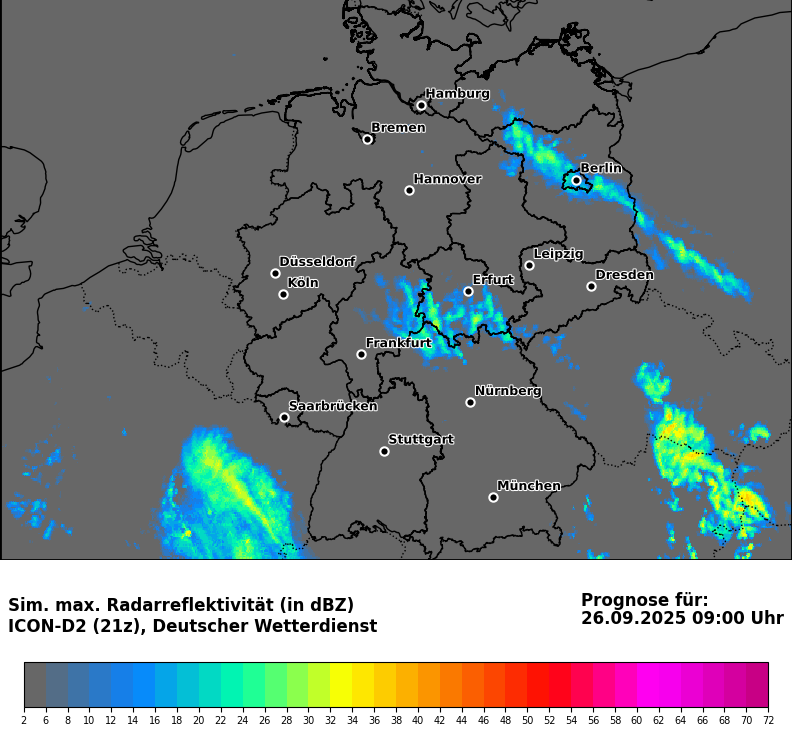 Hamburg
Bremen
Berlin
Hannover
Leipzig
Düsseldorf
Köln
Erfurt
Dresden
Frankfurt
Nürnberg
Saarbrücken
Stuttgart
München
Sim. max. Radarreflektivität (in dBZ)
ICON-D2 (21z), Deutscher Wetterdienst
Prognose für:
26.09.2025 09:00 Uhr
2 6 8 10 12 14 16 18 20 22 24 26 28 30 32 34 36 38 40 42 44 46 48 50 52 54 56 58 60 62 64 66 68 70 72